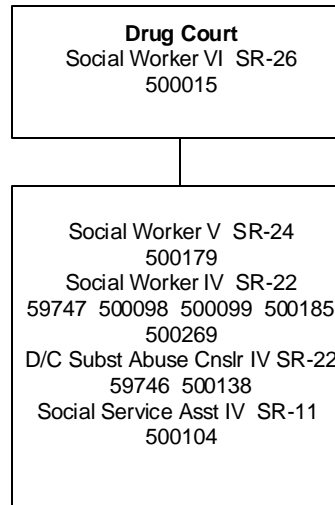 Drug Court
Social Worker VI SR-26
500015
Social Worker V SR-24
500179
Social Worker IV SR-22
59747 500098 500099 500185
500269
D/C Subst Abuse Cnslr IV SR-22
59746 500138
Social Service Asst IV SR-11
500104